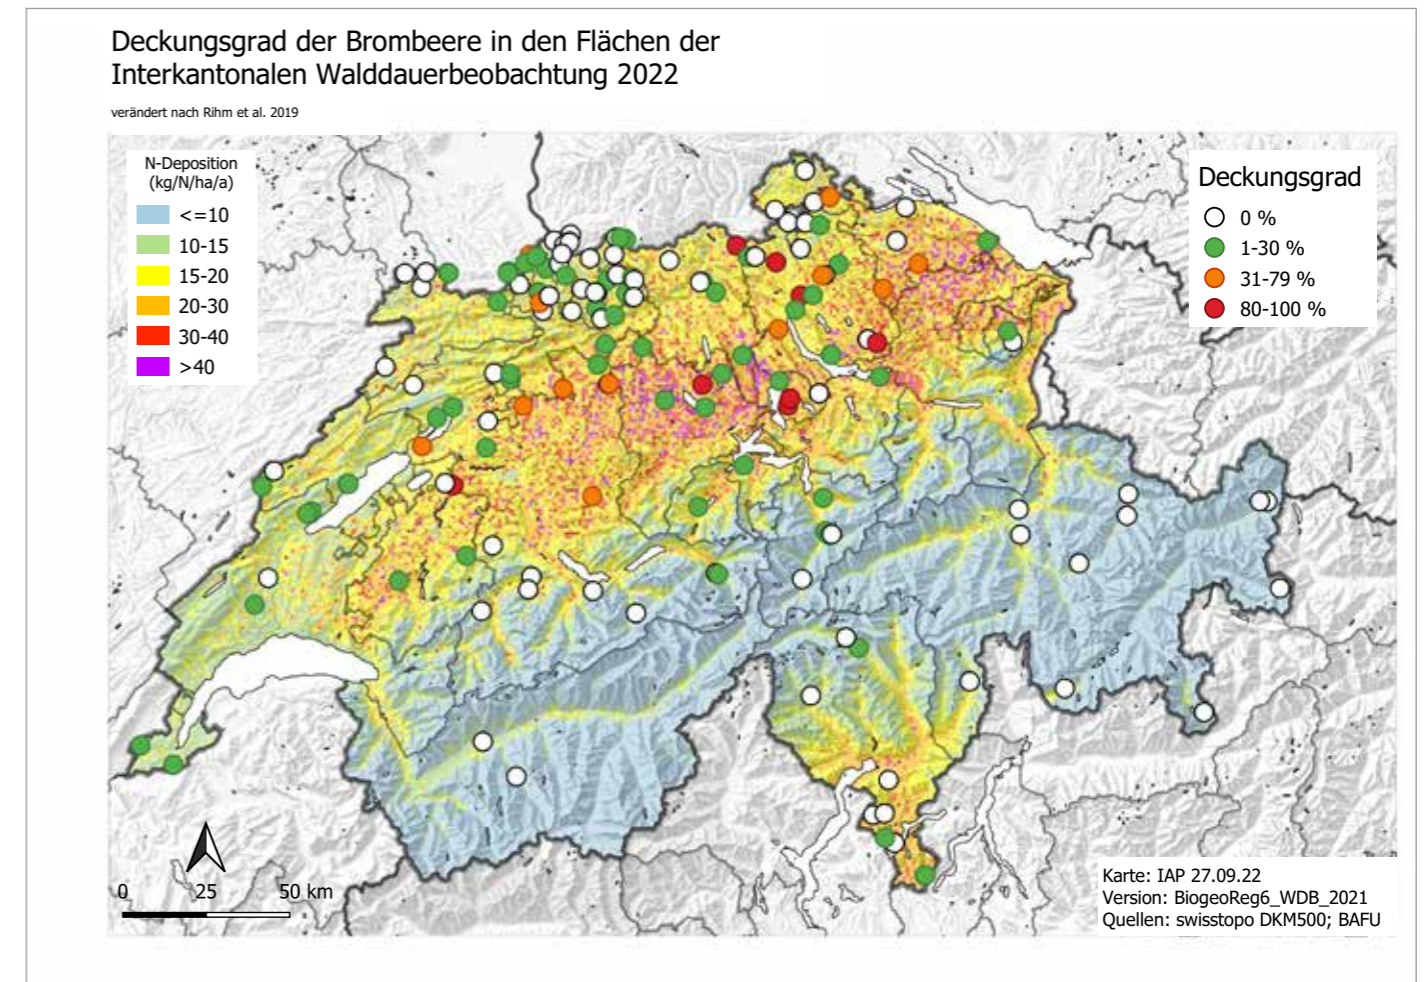 Deckungsgrad der Brombeere in den Flächen der
Interkantonalen Walddauerbeobachtung 2022
verändert nach Rihm et al. 2019
N-Deposition
(kg/N/ha/a)
<=10
10-15
15-20
20-30
30-40
>40
Deckungsgrad
0 %
1-30 %
31-79 %
80-100 %
0 25 50 km
Karte: IAP 27.09.22
Version: BiogeoReg6_WDB_2021
Quellen: swisstopo DKM500; BAFU